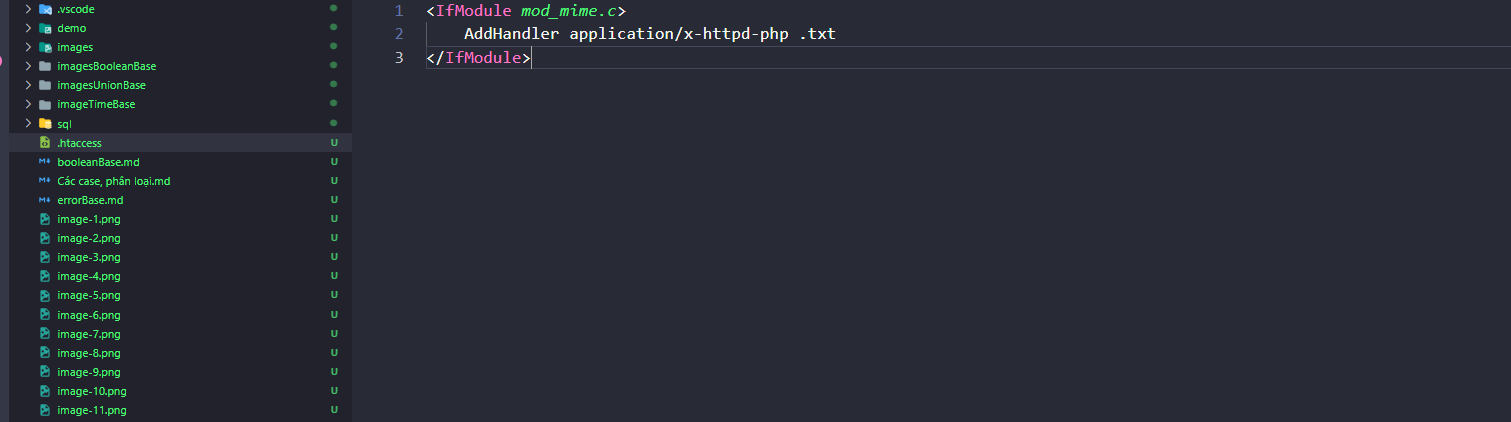 .vscode
demo
images
imagesBooleanBase
imagesUnionBase
imageTimeBase
sql
.htaccess U
booleanBase.md U
Các case, phân loại.md U
errorBase.md U
image-1.png U
image-2.png U
image-3.png U
image-4.png U
image-5.png U
image-6.png U
image-7.png U
image-8.png U
image-9.png U
image-10.png U
image-11.png U
1 <IfModule mod_mime.c>
2 AddHandler application/x-httpd-php .txt
3 </IfModule>